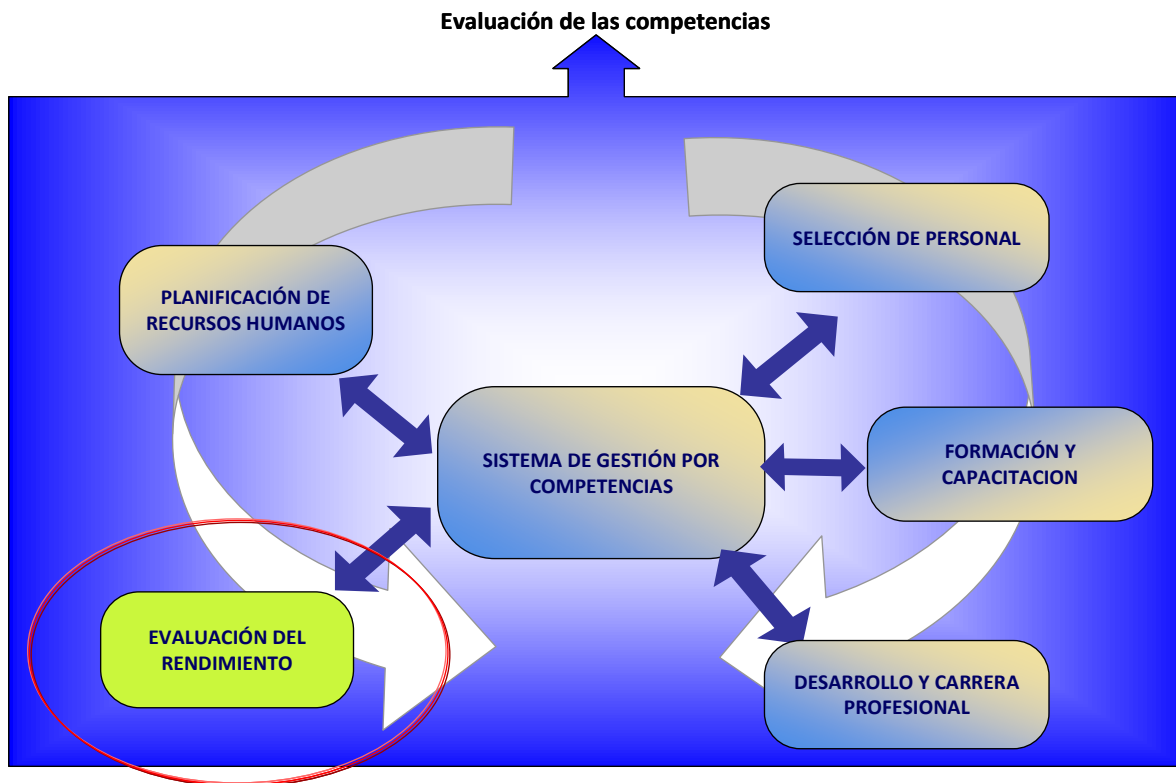 Evaluación de las competencias
SELECCIÓN DE PERSONAL
PLANIFICACIÓN DE
RECURSOS HUMANOS
SISTEMA DE GESTIÓN POR
COMPETENCIAS
FORMACIÓN Y
CAPACITACION
EVALUACIÓN DEL
RENDIMIENTO
DESARROLLO Y CARRERA
PROFESIONAL